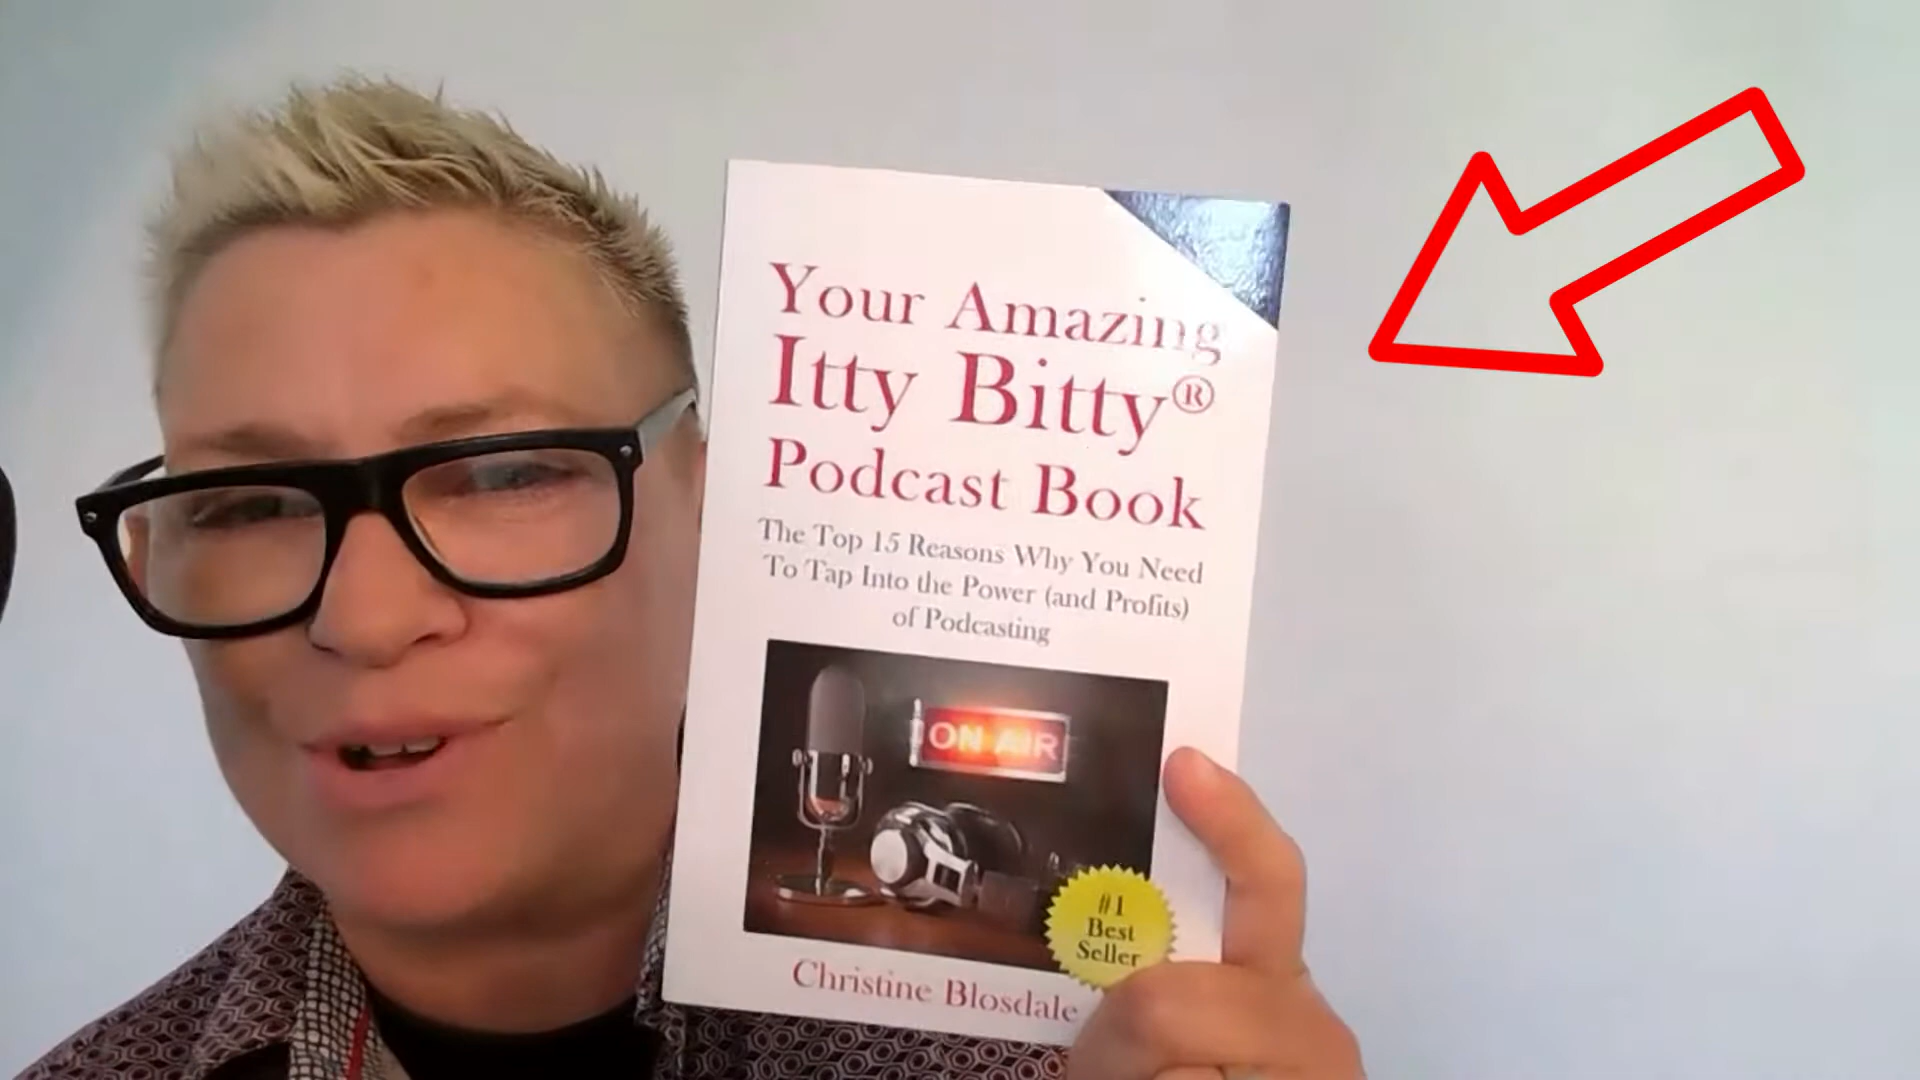 Your Amazing
Itty Bitty®
Podcast Book
The Top 15 Reasons Why You Need
To Tap Into the Power (and Profits)
of Podcasting
ON AIR
#1
Best
Seller
Christine Blosdale